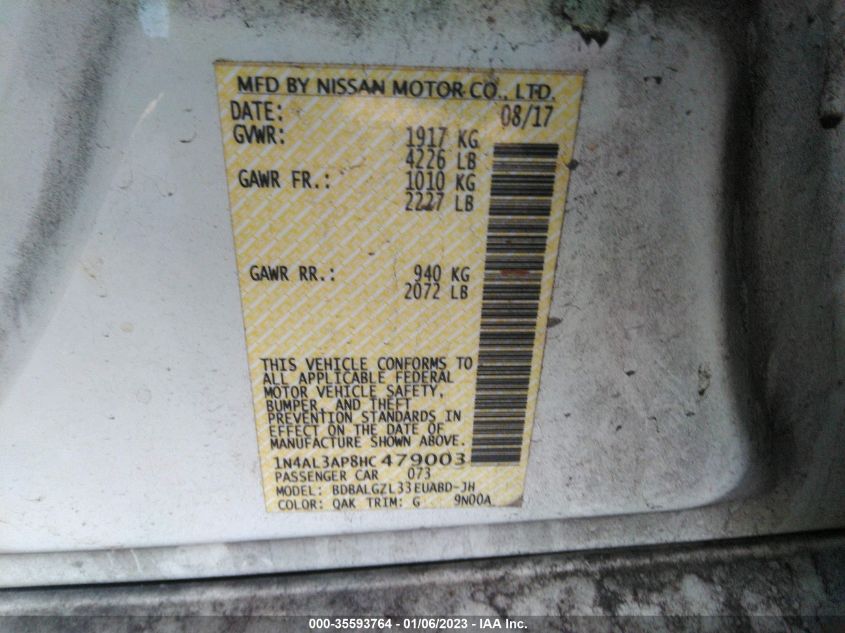 MFD BY NISSAN MOTOR CO., LTD.
DATE: 08/17
GVWR: 1917 KG
4226 LB
GAWR FR.: 1010 KG
2227 LB
GAWR RR.: 940 KG
2072 LB
THIS VEHICLE CONFORMS TO
ALL APPLICABLE FEDERAL
MOTOR VEHICLE SAFETY,
BUMPER, AND THEFT
PREVENTION STANDARDS IN
EFFECT ON THE DATE OF
MANUFACTURE SHOWN ABOVE.
1N4AL3AP8HC479003
PASSENGER CAR 073
MODEL: BDBALGZL33EUABD-JH
COLOR: QAK TRIM: G 9N00A
000-35593764 - 01/06/2023 - IAA Inc.